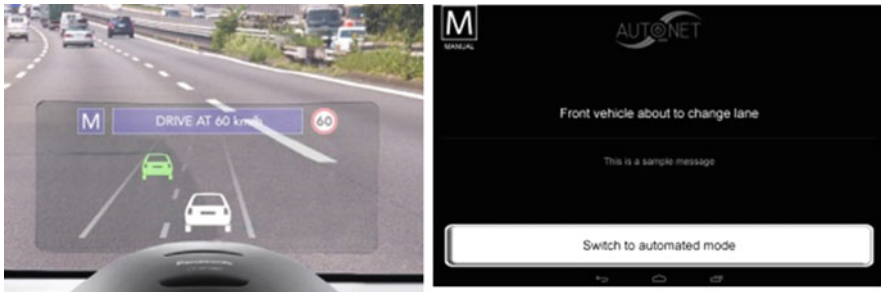 M
DRIVE AT 60 km/h
60
Panasonic
M
MANUAL
AUTONET
Front vehicle about to change lane
This is a sample message
Switch to automated mode